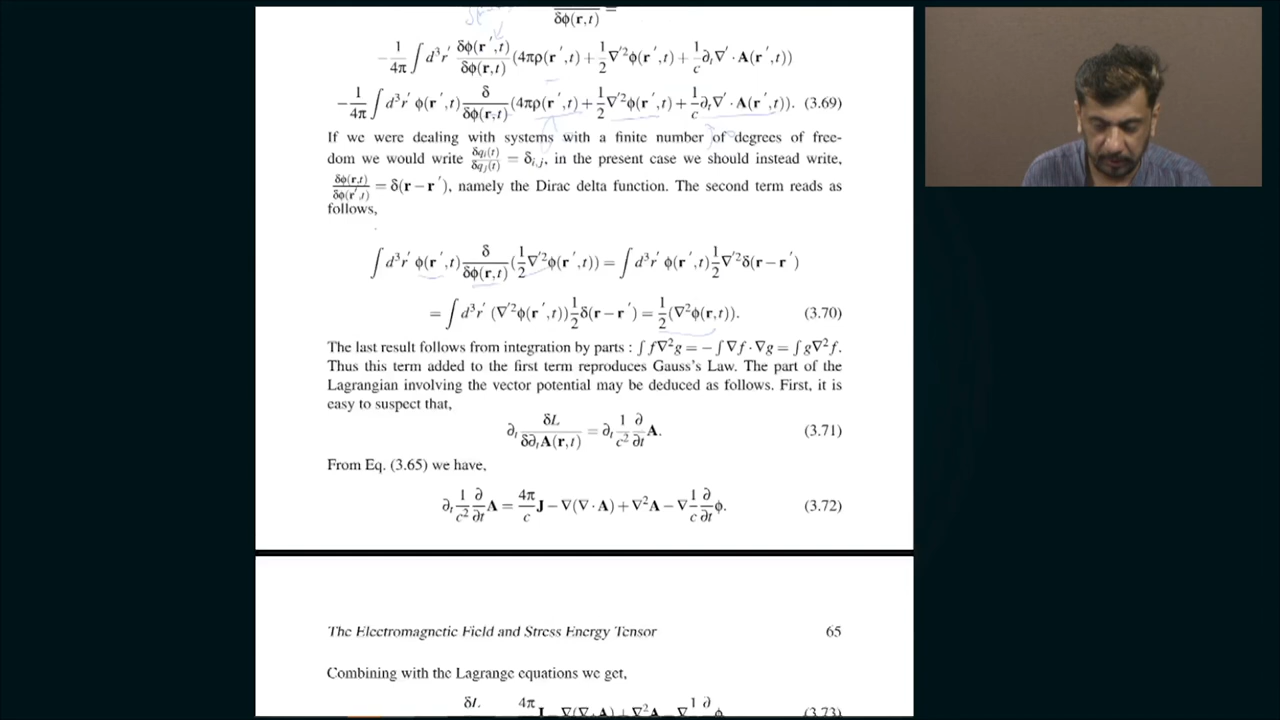 δϕ(r,t) =
−1/4π ∫ d³r′ δϕ(r′,t)/δϕ(r,t) (4πρ(r′,t) + 1/2 ∇′²ϕ(r′,t) + 1/c ∂ₜ∇′ · A(r′,t))
−1/4π ∫ d³r′ ϕ(r′,t) δ/δϕ(r,t) (4πρ(r′,t) + 1/2 ∇′²ϕ(r′,t) + 1/c ∂ₜ∇′ · A(r′,t)). (3.69)
If we were dealing with systems with a finite number of degrees of free-
dom we would write δqᵢ(t)/δqⱼ(t) = δᵢ,ⱼ, in the present case we should instead write,
δϕ(r,t)/δϕ(r′,t) = δ(r − r′), namely the Dirac delta function. The second term reads as
follows,
∫ d³r′ ϕ(r′,t) δ/δϕ(r,t) (1/2 ∇′²ϕ(r′,t)) = ∫ d³r′ ϕ(r′,t) 1/2 ∇′²δ(r − r′)
= ∫ d³r′ (∇′²ϕ(r′,t)) 1/2 δ(r − r′) = 1/2 (∇²ϕ(r,t)). (3.70)
The last result follows from integration by parts : ∫ f∇²g = −∫ ∇f · ∇g = ∫ g∇²f.
Thus this term added to the first term reproduces Gauss's Law. The part of the
Lagrangian involving the vector potential may be deduced as follows. First, it is
easy to suspect that,
∂ₜ δL/δ∂ₜA(r,t) = ∂ₜ 1/c² ∂/∂t A. (3.71)
From Eq. (3.65) we have,
∂ₜ 1/c² ∂/∂t A = 4π/c J − ∇(∇ · A) + ∇²A − ∇ 1/c ∂/∂t ϕ. (3.72)
The Electromagnetic Field and Stress Energy Tensor 65
Combining with the Lagrange equations we get,
δL 4π J − ∇(∇ · A) + ∇²A − ∇ 1 ∂ ϕ (3.73)